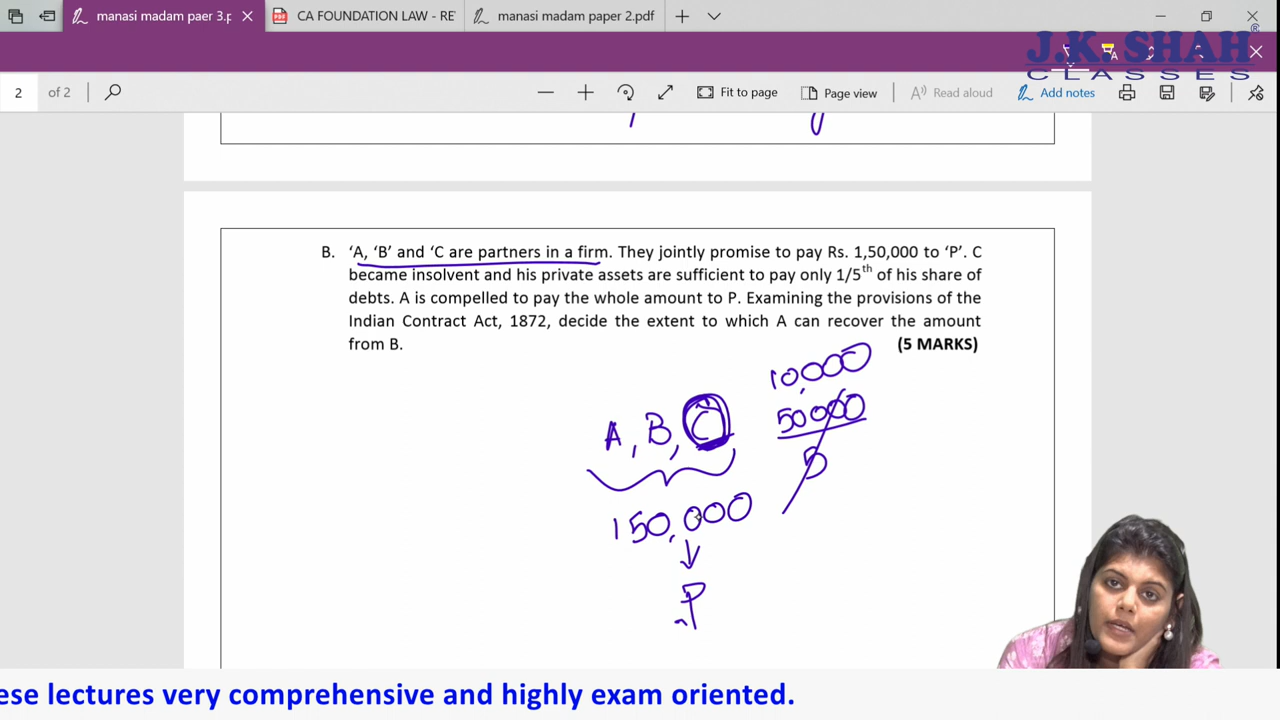 manasi madam paer 3.p
CA FOUNDATION LAW - RE
manasi madam paper 2.pdf
J.K. SHAH®
CLASSES
2 of 2
Fit to page
Page view
Read aloud
Add notes
B. ‘A, ‘B’ and ‘C are partners in a firm. They jointly promise to pay Rs. 1,50,000 to ‘P’. C
became insolvent and his private assets are sufficient to pay only 1/5th of his share of
debts. A is compelled to pay the whole amount to P. Examining the provisions of the
Indian Contract Act, 1872, decide the extent to which A can recover the amount
from B. (5 MARKS)
10,000
A, B, C 50,000
5
150,000
P
ese lectures very comprehensive and highly exam oriented.